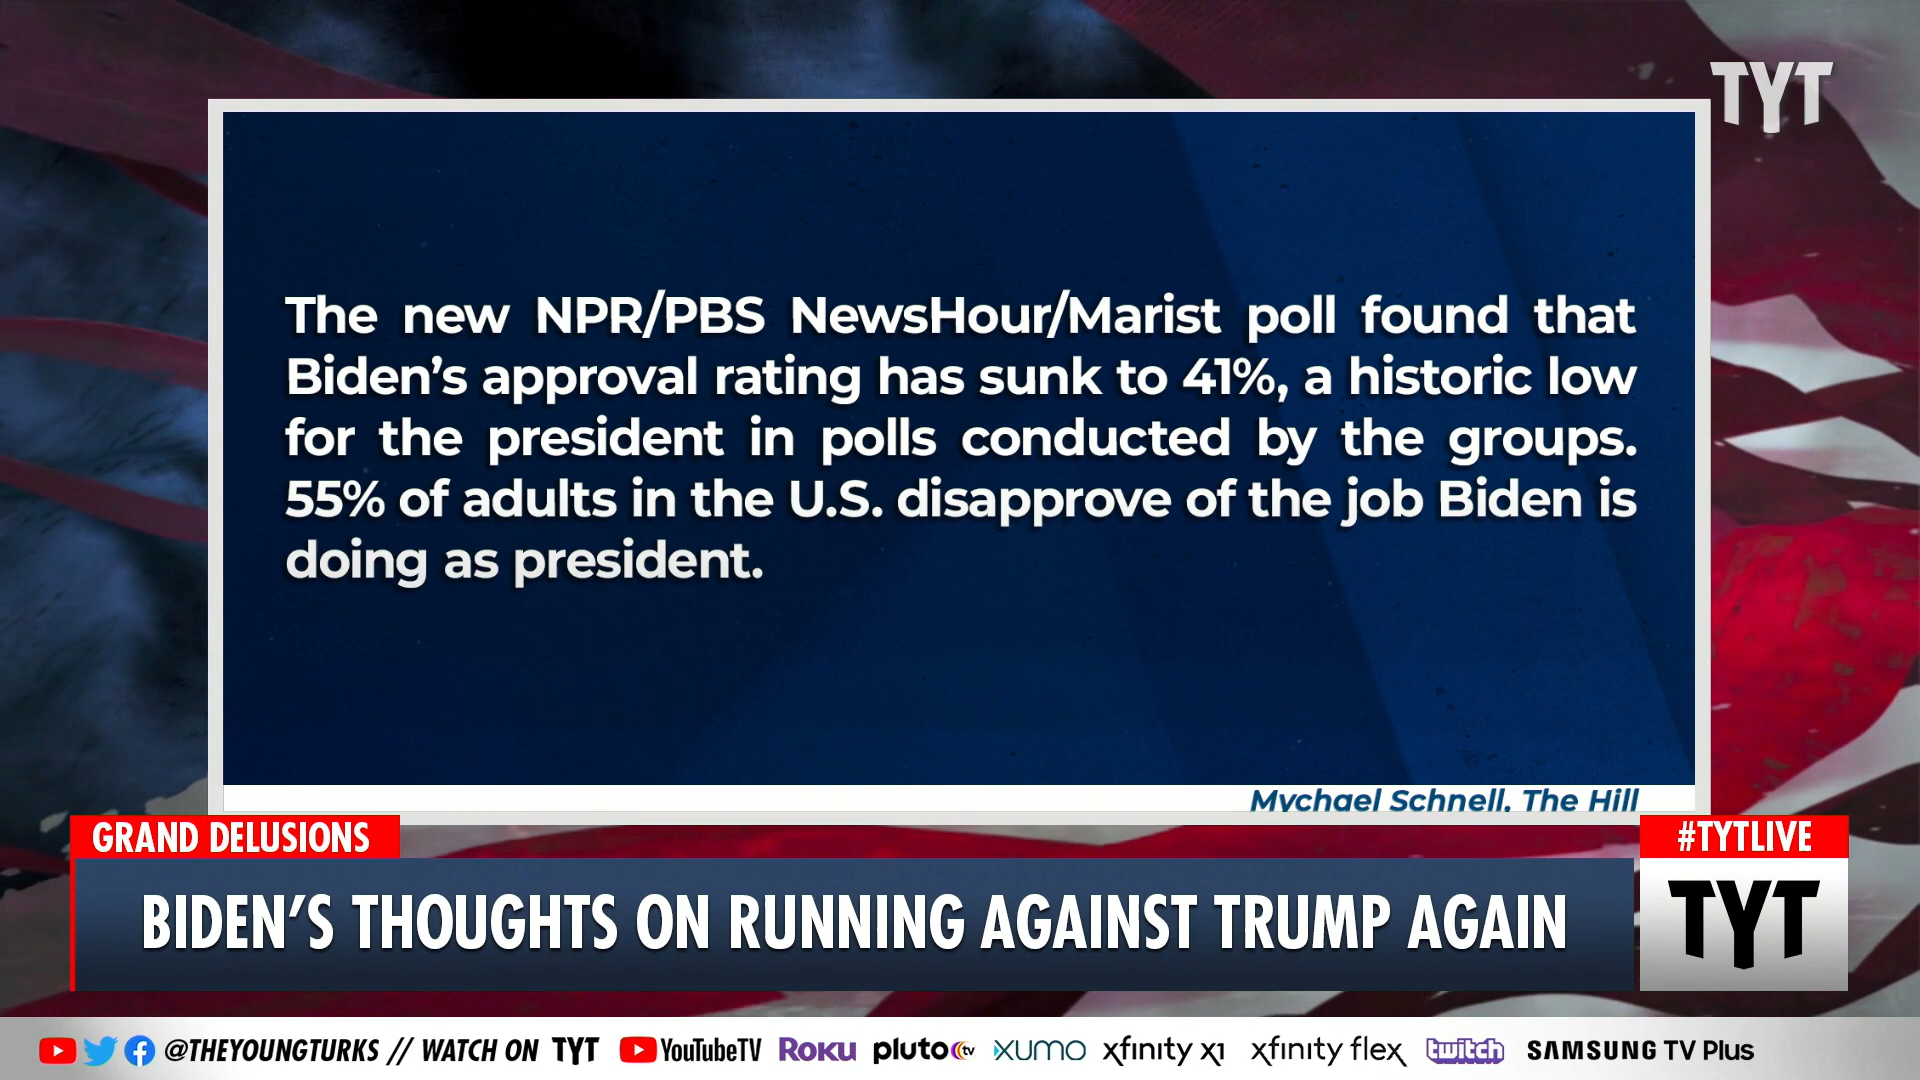 TYT
The new NPR/PBS NewsHour/Marist poll found that
Biden’s approval rating has sunk to 41%, a historic low
for the president in polls conducted by the groups.
55% of adults in the U.S. disapprove of the job Biden is
doing as president.
Mychael Schnell, The Hill
GRAND DELUSIONS
#TYTLIVE
BIDEN’S THOUGHTS ON RUNNING AGAINST TRUMP AGAIN
TYT
@THEYOUNGTURKS // WATCH ON TYT YouTubeTV ROKU pluto tv XUMO xfinity x1 xfinity flex twitch SAMSUNG TV Plus